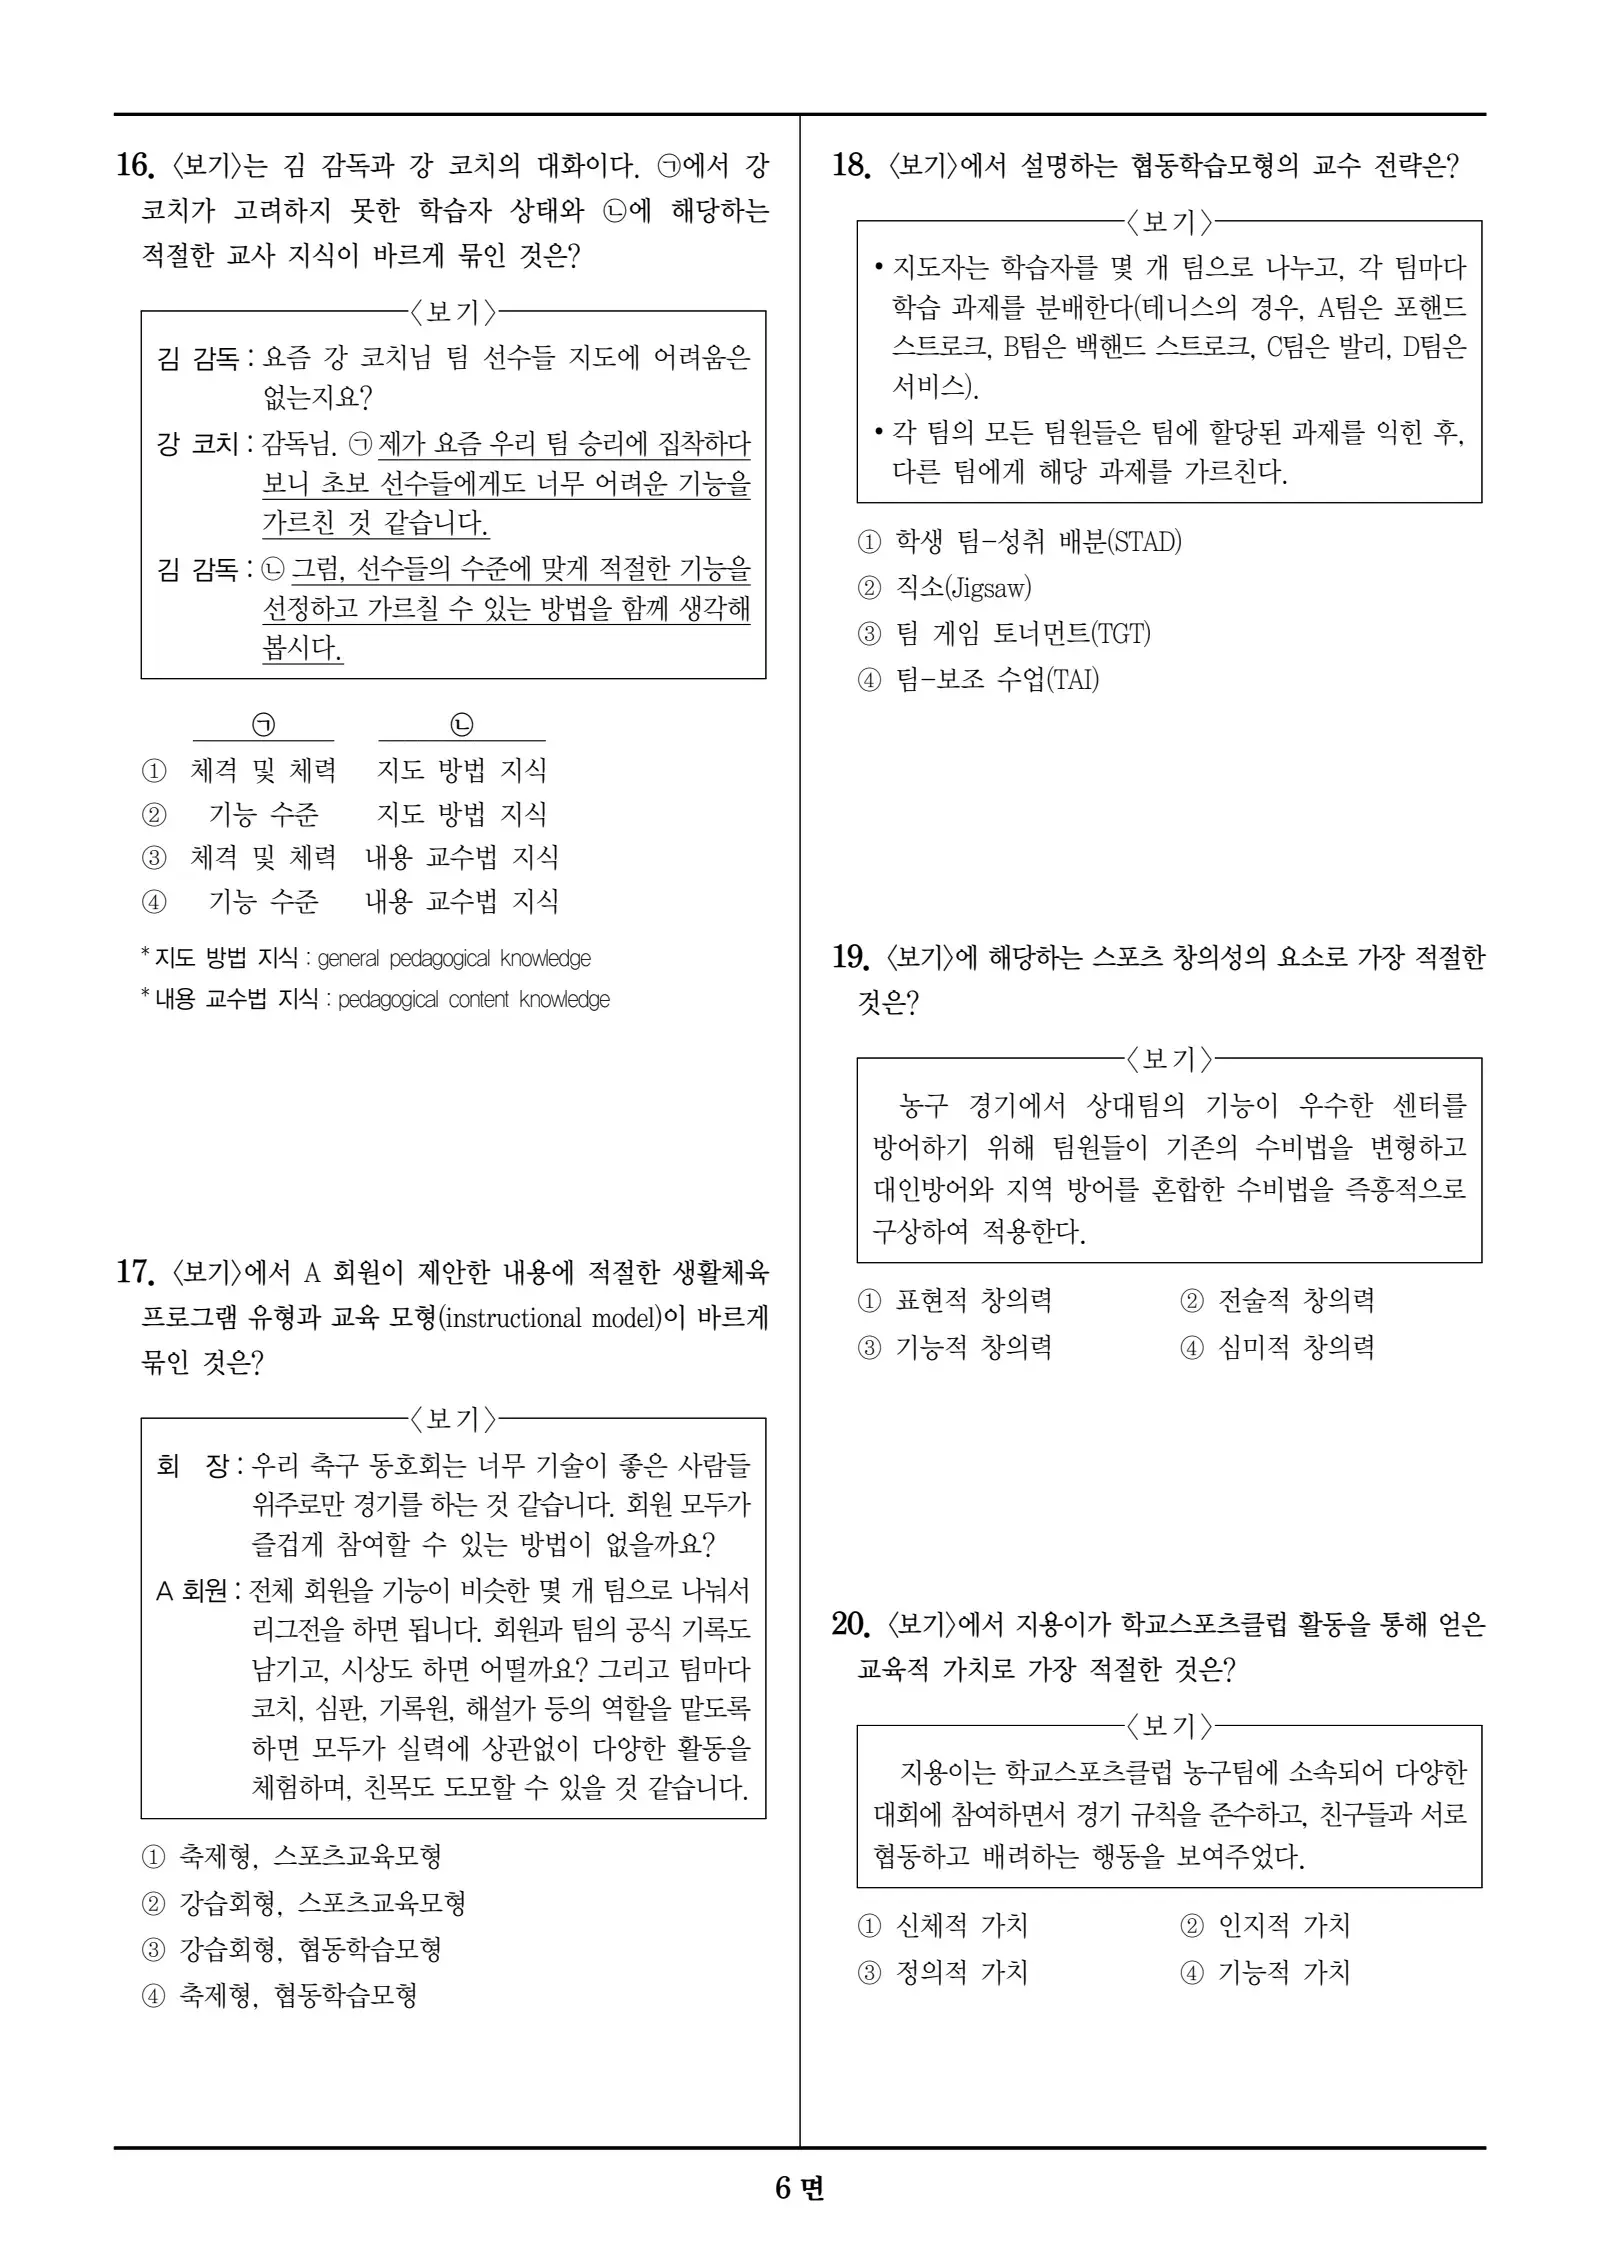 16. 〈보기〉는 김 감독과 강 코치의 대화이다. ㉠에서 강
코치가 고려하지 못한 학습자 상태와 ㉡에 해당하는
적절한 교사 지식이 바르게 묶인 것은?
〈보기〉
김 감독 : 요즘 강 코치님 팀 선수들 지도에 어려움은
없는지요?
강 코치 : 감독님. ㉠ 제가 요즘 우리 팀 승리에 집착하다
보니 초보 선수들에게도 너무 어려운 기능을
가르친 것 같습니다.
김 감독 : ㉡ 그럼, 선수들의 수준에 맞게 적절한 기능을
선정하고 가르칠 수 있는 방법을 함께 생각해
봅시다.
㉠ ㉡
① 체격 및 체력 지도 방법 지식
② 기능 수준 지도 방법 지식
③ 체격 및 체력 내용 교수법 지식
④ 기능 수준 내용 교수법 지식
* 지도 방법 지식 : general pedagogical knowledge
* 내용 교수법 지식 : pedagogical content knowledge
17. 〈보기〉에서 A 회원이 제안한 내용에 적절한 생활체육
프로그램 유형과 교육 모형(instructional model)이 바르게
묶인 것은?
〈보기〉
회 장 : 우리 축구 동호회는 너무 기술이 좋은 사람들
위주로만 경기를 하는 것 같습니다. 회원 모두가
즐겁게 참여할 수 있는 방법이 없을까요?
A 회원 : 전체 회원을 기능이 비슷한 몇 개 팀으로 나눠서
리그전을 하면 됩니다. 회원과 팀의 공식 기록도
남기고, 시상도 하면 어떨까요? 그리고 팀마다
코치, 심판, 기록원, 해설가 등의 역할을 맡도록
하면 모두가 실력에 상관없이 다양한 활동을
체험하며, 친목도 도모할 수 있을 것 같습니다.
① 축제형, 스포츠교육모형
② 강습회형, 스포츠교육모형
③ 강습회형, 협동학습모형
④ 축제형, 협동학습모형
18. 〈보기〉에서 설명하는 협동학습모형의 교수 전략은?
〈보기〉
• 지도자는 학습자를 몇 개 팀으로 나누고, 각 팀마다
학습 과제를 분배한다(테니스의 경우, A팀은 포핸드
스트로크, B팀은 백핸드 스트로크, C팀은 발리, D팀은
서비스).
• 각 팀의 모든 팀원들은 팀에 할당된 과제를 익힌 후,
다른 팀에게 해당 과제를 가르친다.
① 학생 팀-성취 배분(STAD)
② 직소(Jigsaw)
③ 팀 게임 토너먼트(TGT)
④ 팀-보조 수업(TAI)
19. 〈보기〉에 해당하는 스포츠 창의성의 요소로 가장 적절한
것은?
〈보기〉
농구 경기에서 상대팀의 기능이 우수한 센터를
방어하기 위해 팀원들이 기존의 수비법을 변형하고
대인방어와 지역 방어를 혼합한 수비법을 즉흥적으로
구상하여 적용한다.
① 표현적 창의력 ② 전술적 창의력
③ 기능적 창의력 ④ 심미적 창의력
20. 〈보기〉에서 지용이가 학교스포츠클럽 활동을 통해 얻은
교육적 가치로 가장 적절한 것은?
〈보기〉
지용이는 학교스포츠클럽 농구팀에 소속되어 다양한
대회에 참여하면서 경기 규칙을 준수하고, 친구들과 서로
협동하고 배려하는 행동을 보여주었다.
① 신체적 가치 ② 인지적 가치
③ 정의적 가치 ④ 기능적 가치
6 면